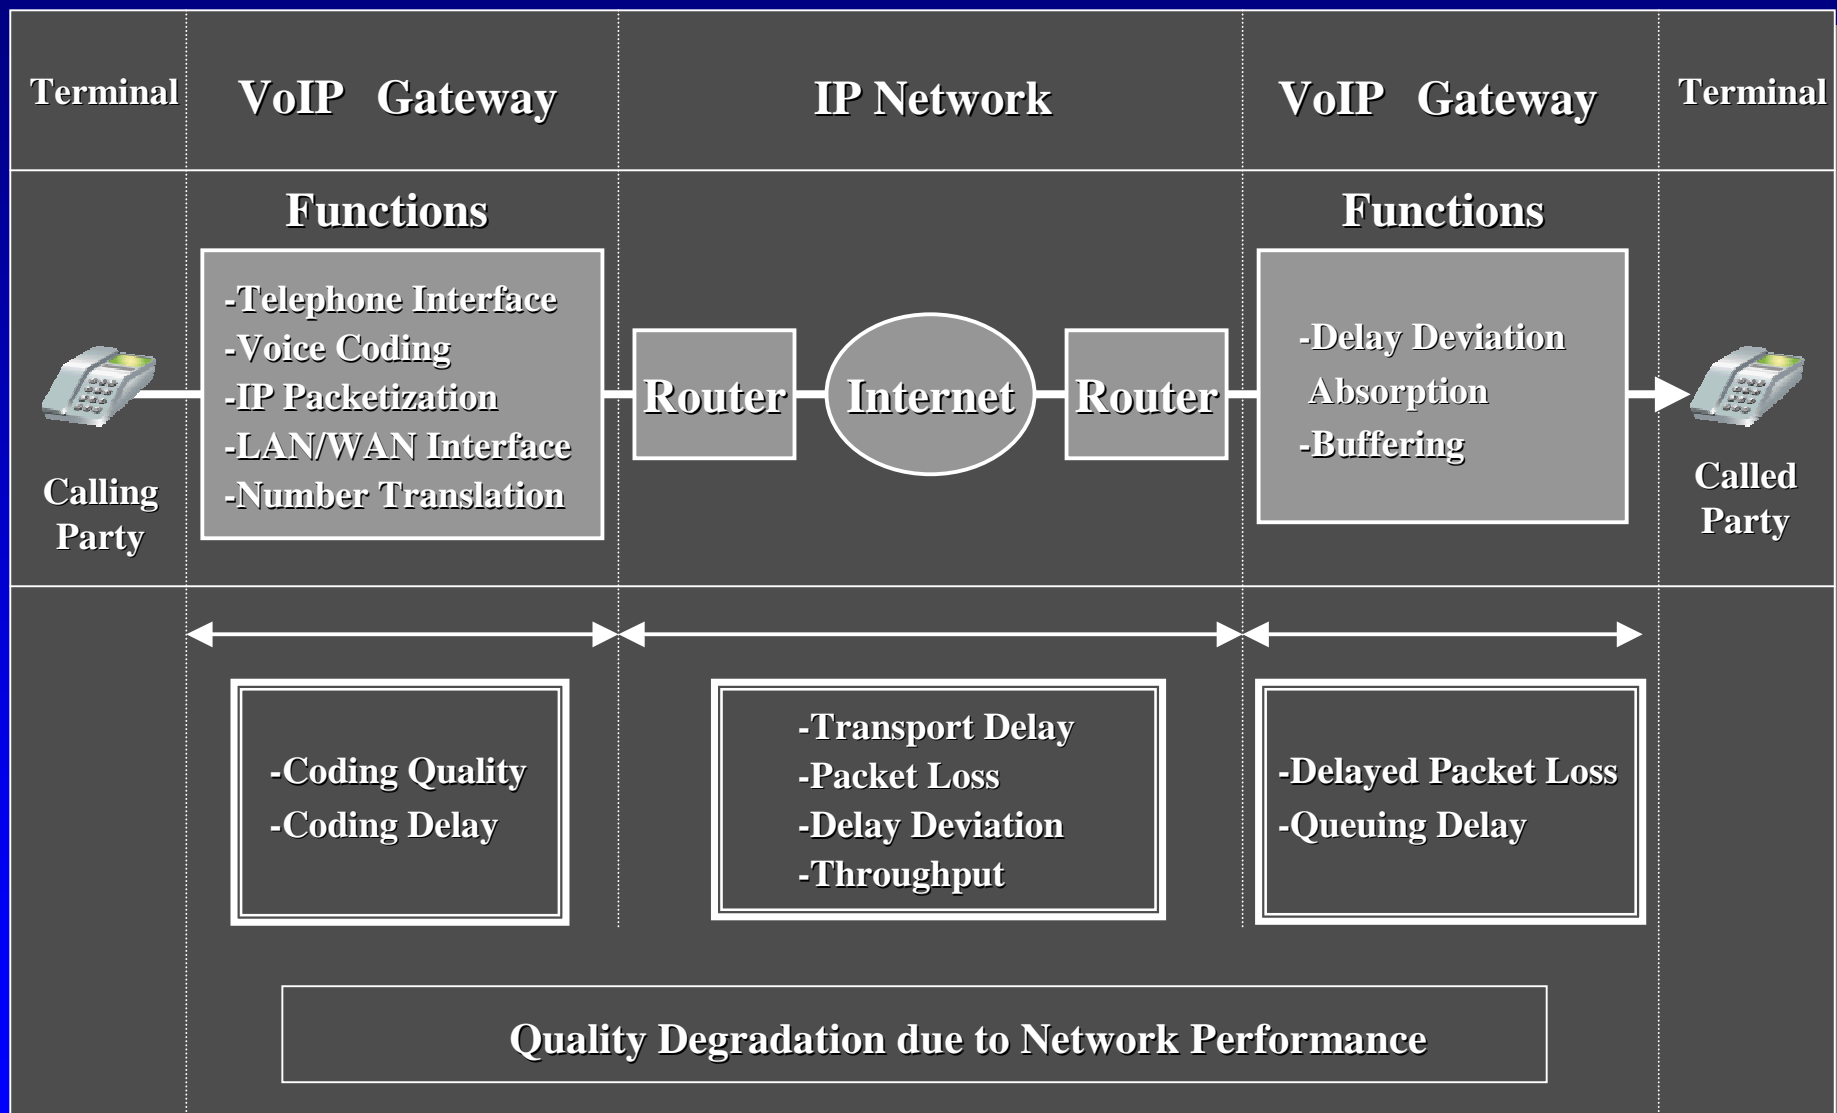 Terminal
VoIP Gateway
IP Network
VoIP Gateway
Terminal
Functions
-Telephone Interface
-Voice Coding
-IP Packetization
-LAN/WAN Interface
-Number Translation
Calling
Party
Router
Internet
Router
Functions
-Delay Deviation
Absorption
-Buffering
Called
Party
-Coding Quality
-Coding Delay
-Transport Delay
-Packet Loss
-Delay Deviation
-Throughput
-Delayed Packet Loss
-Queuing Delay
Quality Degradation due to Network Performance